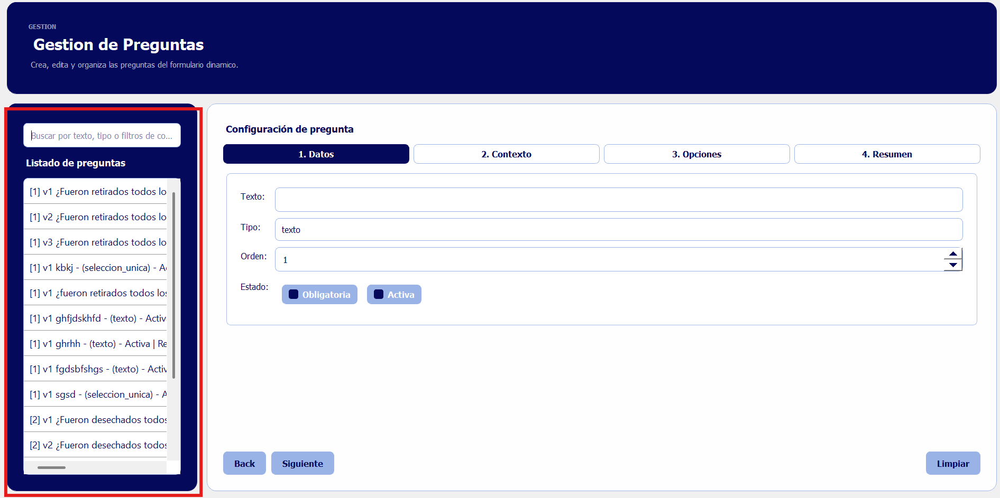 GESTION
Gestion de Preguntas
Crea, edita y organiza las preguntas del formulario dinamico.
Buscar por texto, tipo o filtros de co...
Listado de preguntas
[1] v1 ¿Fueron retirados todos lo
[1] v2 ¿Fueron retirados todos lo
[1] v3 ¿Fueron retirados todos lo
[1] v1 kbkj - (seleccion_unica) - A
[1] v1 ¿fueron retirados todos los
[1] v1 ghfjdskhfd - (texto) - Activ
[1] v1 ghrhh - (texto) - Activa | Re
[1] v1 fgdsbfshgs - (texto) - Activ
[1] v1 sgsd - (seleccion_unica) - A
[2] v1 ¿Fueron desechados todos
[2] v2 ¿Fueron desechados todos
Configuración de pregunta
1. Datos
2. Contexto
3. Opciones
4. Resumen
Texto:
Tipo: texto
Orden: 1
Estado: Obligatoria Activa
Back
Siguiente
Limpiar